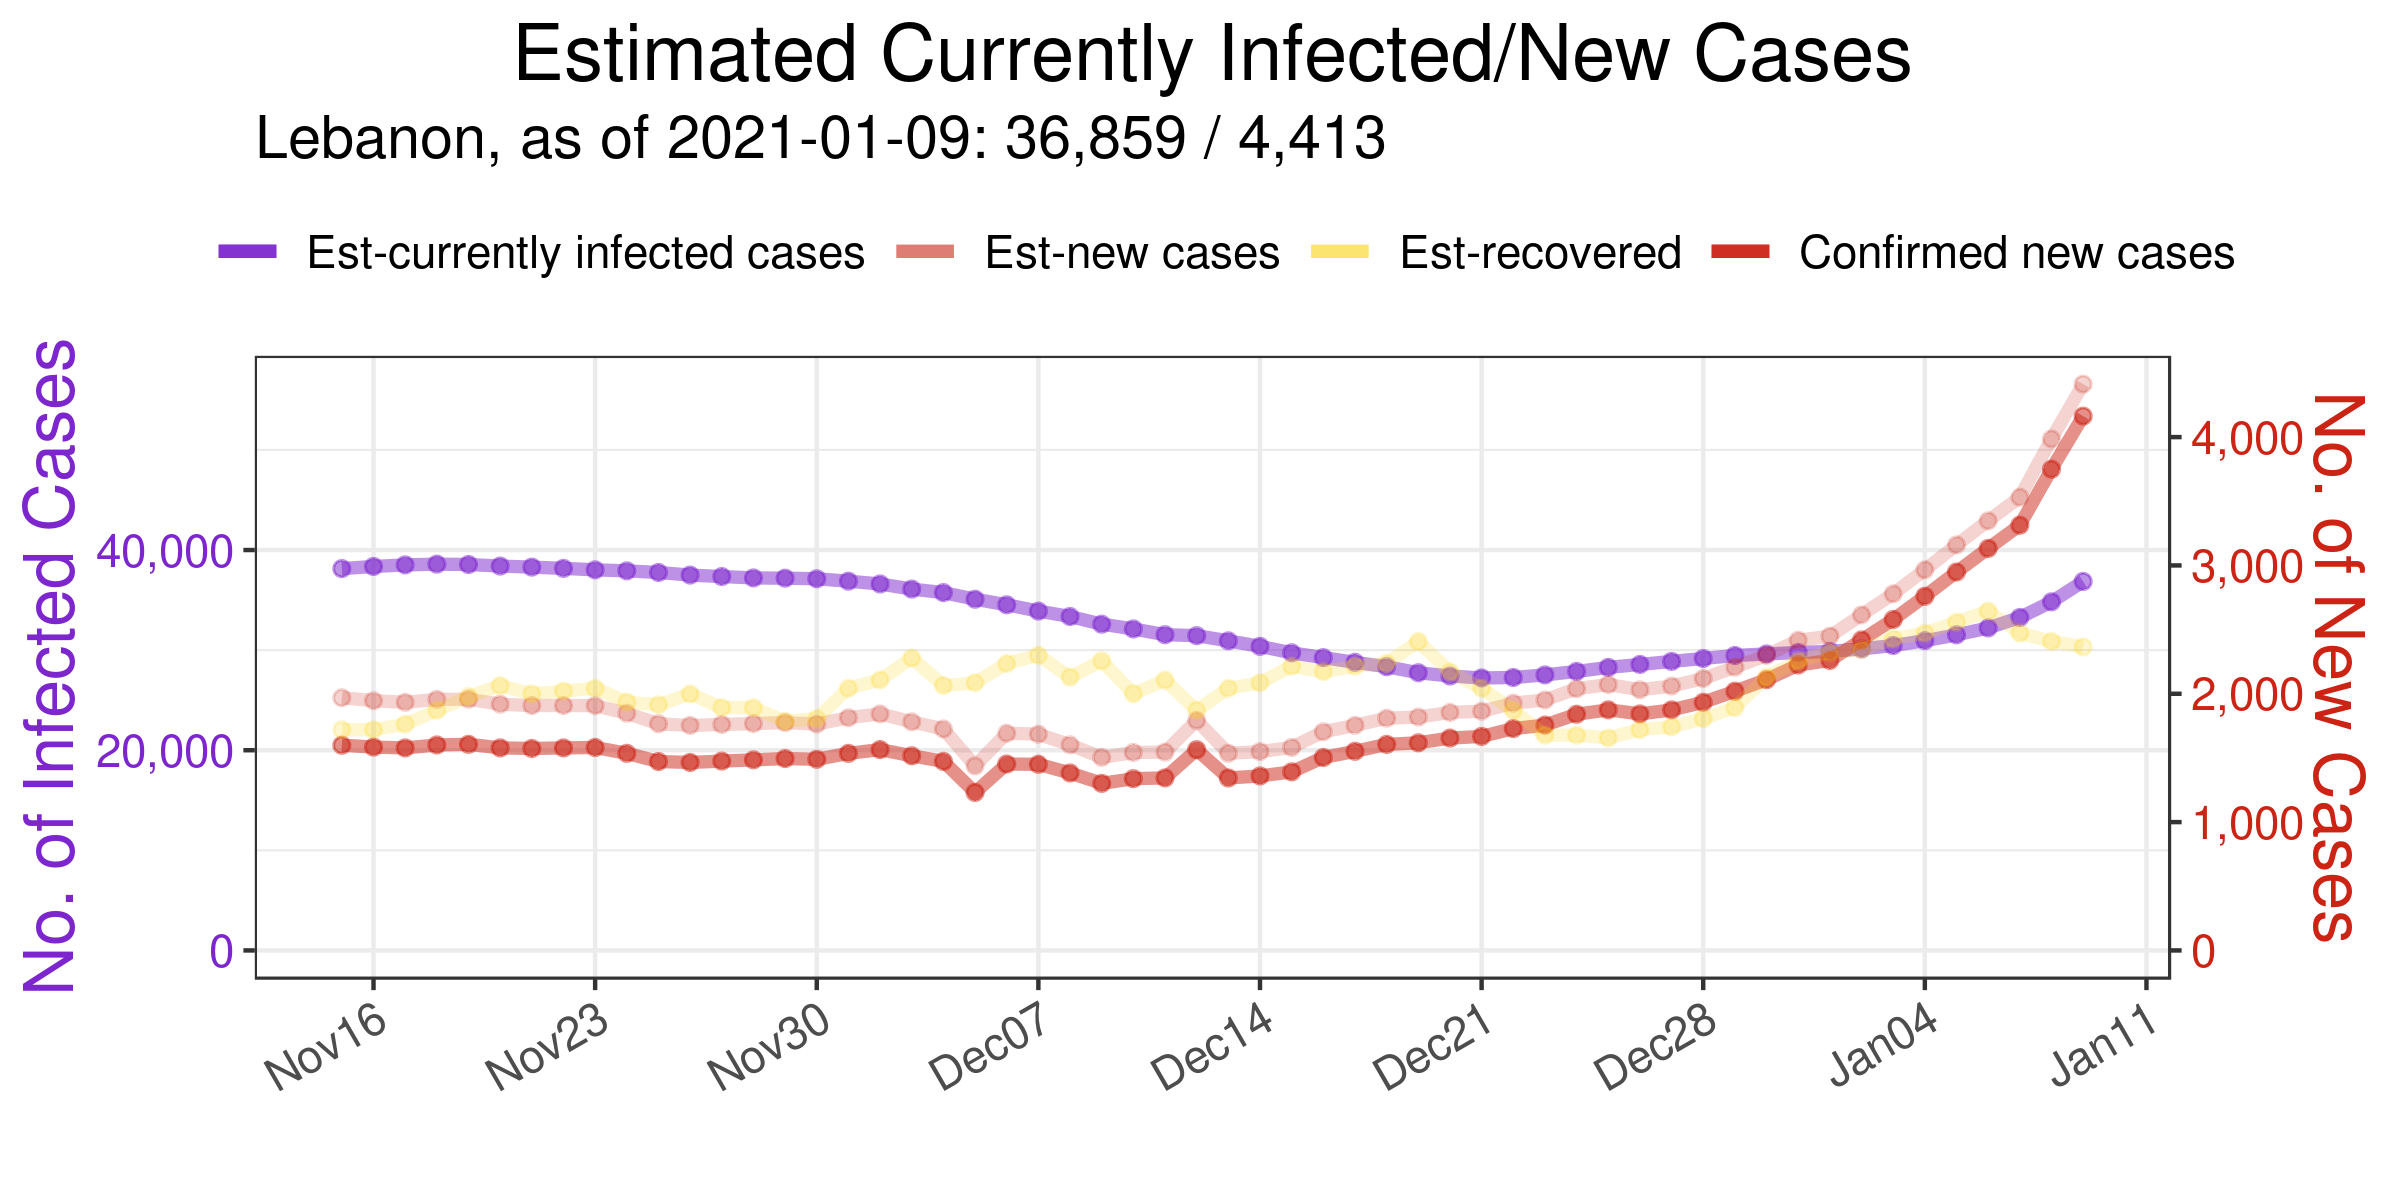 Estimated Currently Infected/New Cases
Lebanon, as of 2021-01-09: 36,859 / 4,413
Est-currently infected cases Est-new cases Est-recovered Confirmed new cases
No. of Infected Cases
40,000
20,000
0
4,000
3,000
2,000
1,000
0
No. of New Cases
Nov16 Nov23 Nov30 Dec07 Dec14 Dec21 Dec28 Jan04 Jan11